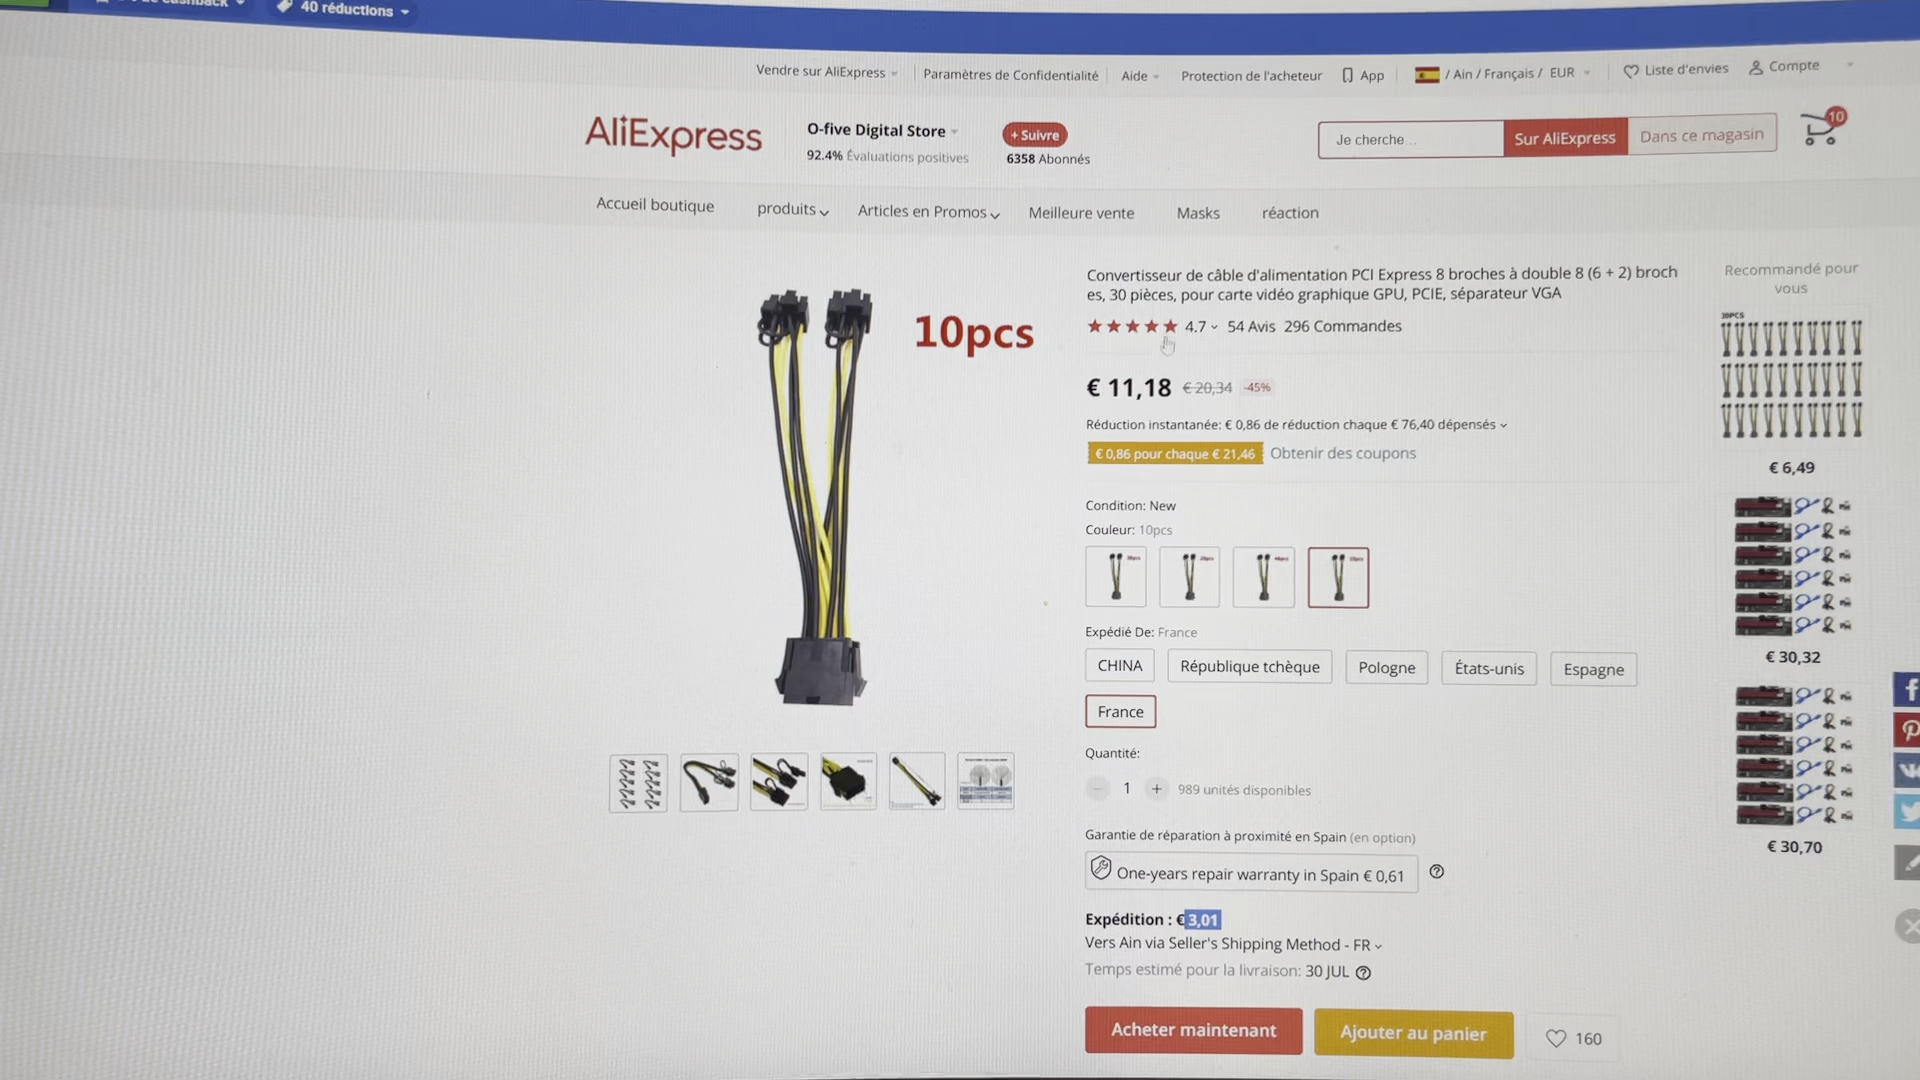 40 réductions
Vendre sur AliExpress
Paramètres de Confidentialité
Aide
Protection de l'acheteur
App
/ Ain / Français / EUR
Liste d'envies
Compte
AliExpress
O-five Digital Store
92.4% Évaluations positives
+ Suivre
6358 Abonnés
Je cherche...
Sur AliExpress
Dans ce magasin
10
Accueil boutique
produits
Articles en Promos
Meilleure vente
Masks
réaction
10pcs
Convertisseur de câble d'alimentation PCI Express 8 broches à double 8 (6 + 2) broch
es, 30 pièces, pour carte vidéo graphique GPU, PCIE, séparateur VGA
4.7
54 Avis
296 Commandes
€ 11,18
€ 20,34
-45%
Réduction instantanée: € 0,86 de réduction chaque € 76,40 dépensés
€ 0,86 pour chaque € 21,46
Obtenir des coupons
Condition: New
Couleur: 10pcs
Expédié De: France
CHINA
République tchèque
Pologne
États-unis
Espagne
France
Quantité:
1
989 unités disponibles
Garantie de réparation à proximité en Spain (en option)
One-years repair warranty in Spain € 0,61
Expédition : € 3,01
Vers Ain via Seller's Shipping Method - FR
Temps estimé pour la livraison: 30 JUL
Acheter maintenant
Ajouter au panier
160
Recommandé pour
vous
€ 6,49
€ 30,32
€ 30,70